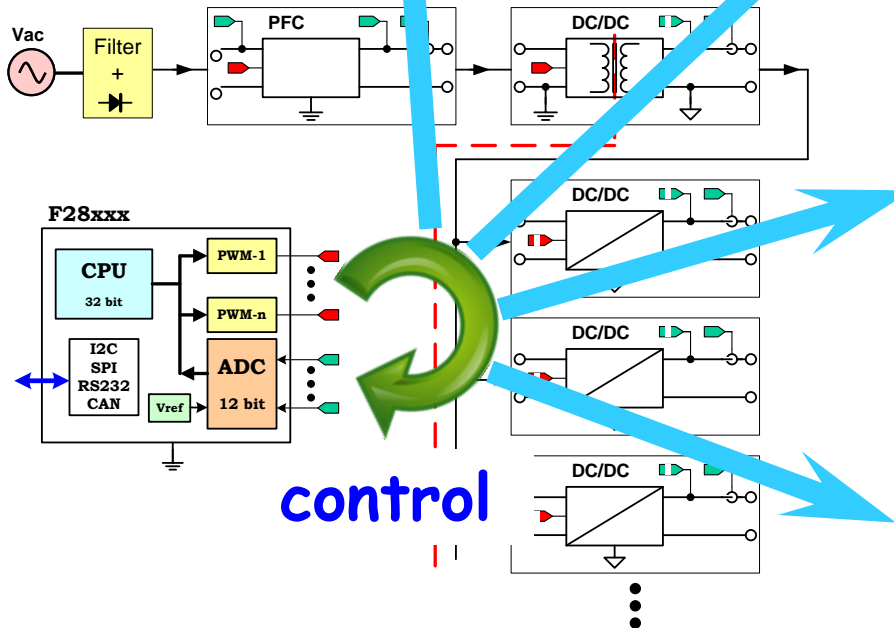 Vac
Filter
+
PFC
DC/DC
F28xxx
CPU
32 bit
PWM-1
PWM-n
I2C
SPI
RS232
CAN
ADC
12 bit
Vref
DC/DC
DC/DC
DC/DC
control